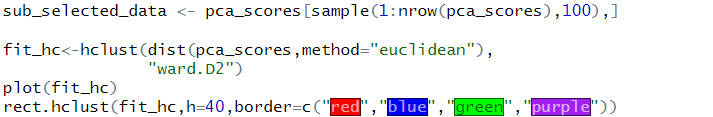 sub_selected_data <- pca_scores[sample(1:nrow(pca_scores),100),]
fit_hc<-hclust(dist(pca_scores,method="euclidean"),
"ward.D2")
plot(fit_hc)
rect.hclust(fit_hc,h=40,border=c("red","blue","green","purple"))